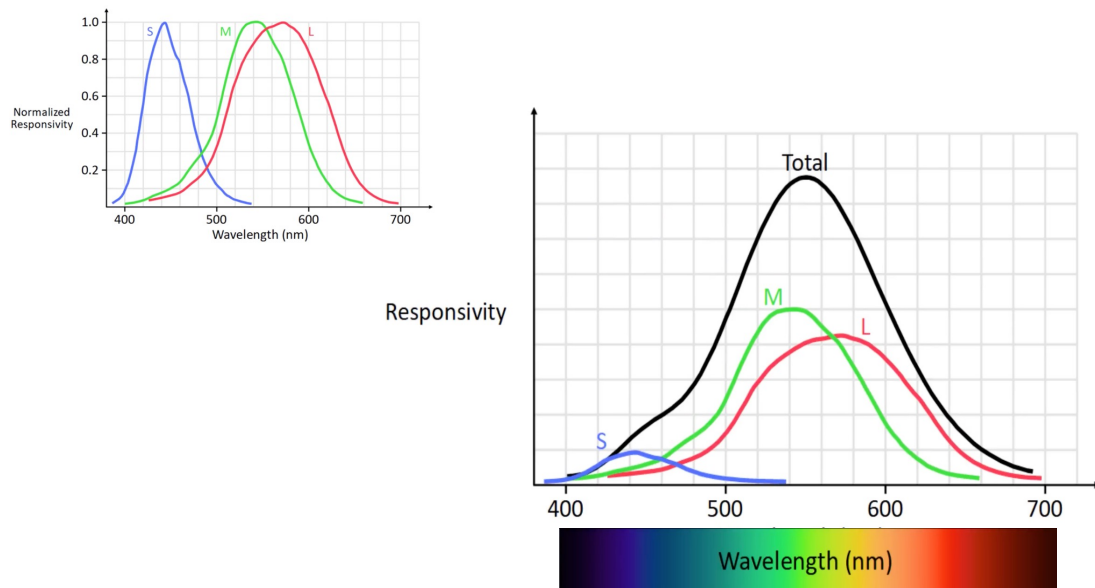 1.0
S
M
L
0.8
Normalized
Responsivity
0.6
0.4
0.2
400
500
600
700
Wavelength (nm)
Total
M
L
Responsivity
S
400
500
600
700
Wavelength (nm)